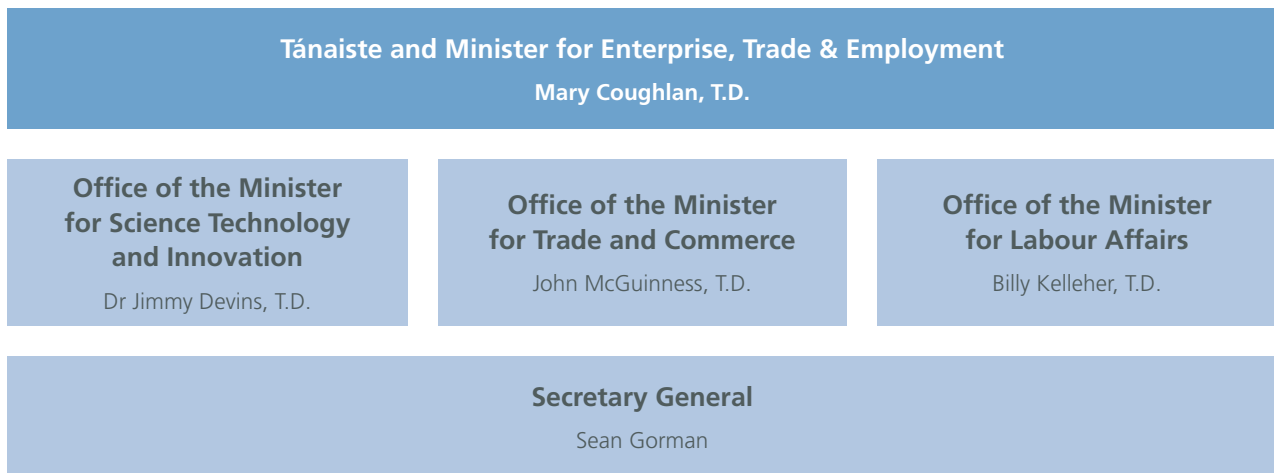 Tánaiste and Minister for Enterprise, Trade & Employment
Mary Coughlan, T.D.
Office of the Minister
for Science Technology
and Innovation
Dr Jimmy Devins, T.D.
Office of the Minister
for Trade and Commerce
John McGuinness, T.D.
Office of the Minister
for Labour Affairs
Billy Kelleher, T.D.
Secretary General
Sean Gorman